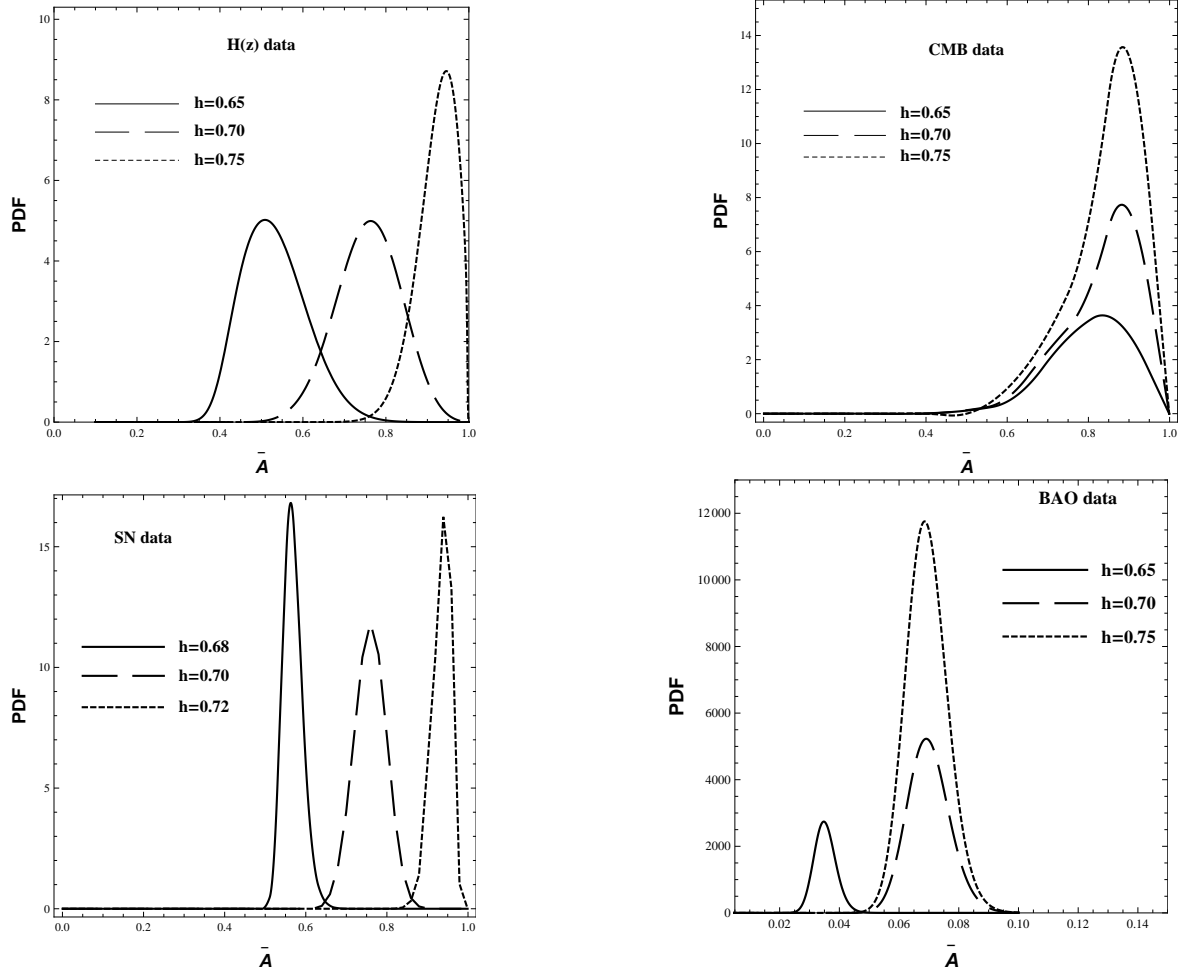 H(z) data
h=0.65
h=0.70
h=0.75
PDF
10
8
6
4
2
0
0.0 0.2 0.4 0.6 0.8 1.0
Ā
CMB data
h=0.65
h=0.70
h=0.75
PDF
14
12
10
8
6
4
2
0
0.0 0.2 0.4 0.6 0.8 1.0
Ā
SN data
h=0.68
h=0.70
h=0.72
PDF
15
10
5
0
0.0 0.2 0.4 0.6 0.8 1.0
Ā
BAO data
h=0.65
h=0.70
h=0.75
PDF
12000
10000
8000
6000
4000
2000
0
0.02 0.04 0.06 0.08 0.10 0.12 0.14
Ā